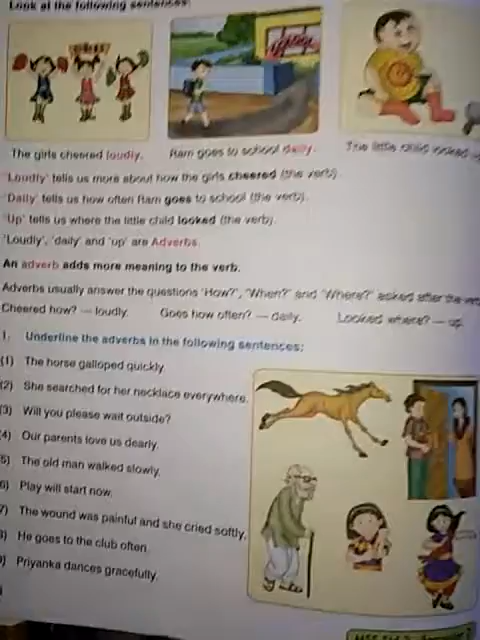 Look at the following sentences:
The girls cheered loudly.
Ram goes to school daily.
The little child looked
'Loudly' tells us more about how the girls cheered (the verb).
'Daily' tells us how often Ram goes to school (the verb).
'Up' tells us where the little child looked (the verb).
'Loudly', 'daily' and 'up' are Adverbs.
An adverb adds more meaning to the verb.
Adverbs usually answer the questions 'How?', 'When?' and 'Where?' asked after the verb
Cheered how? — loudly. Goes how often? — daily. Looked where? — up.
1. Underline the adverbs in the following sentences:
(1) The horse galloped quickly.
(2) She searched for her necklace everywhere.
(3) Will you please wait outside?
4) Our parents love us dearly.
5) The old man walked slowly.
6) Play will start now.
7) The wound was painful and she cried softly.
8) He goes to the club often.
9) Priyanka dances gracefully.